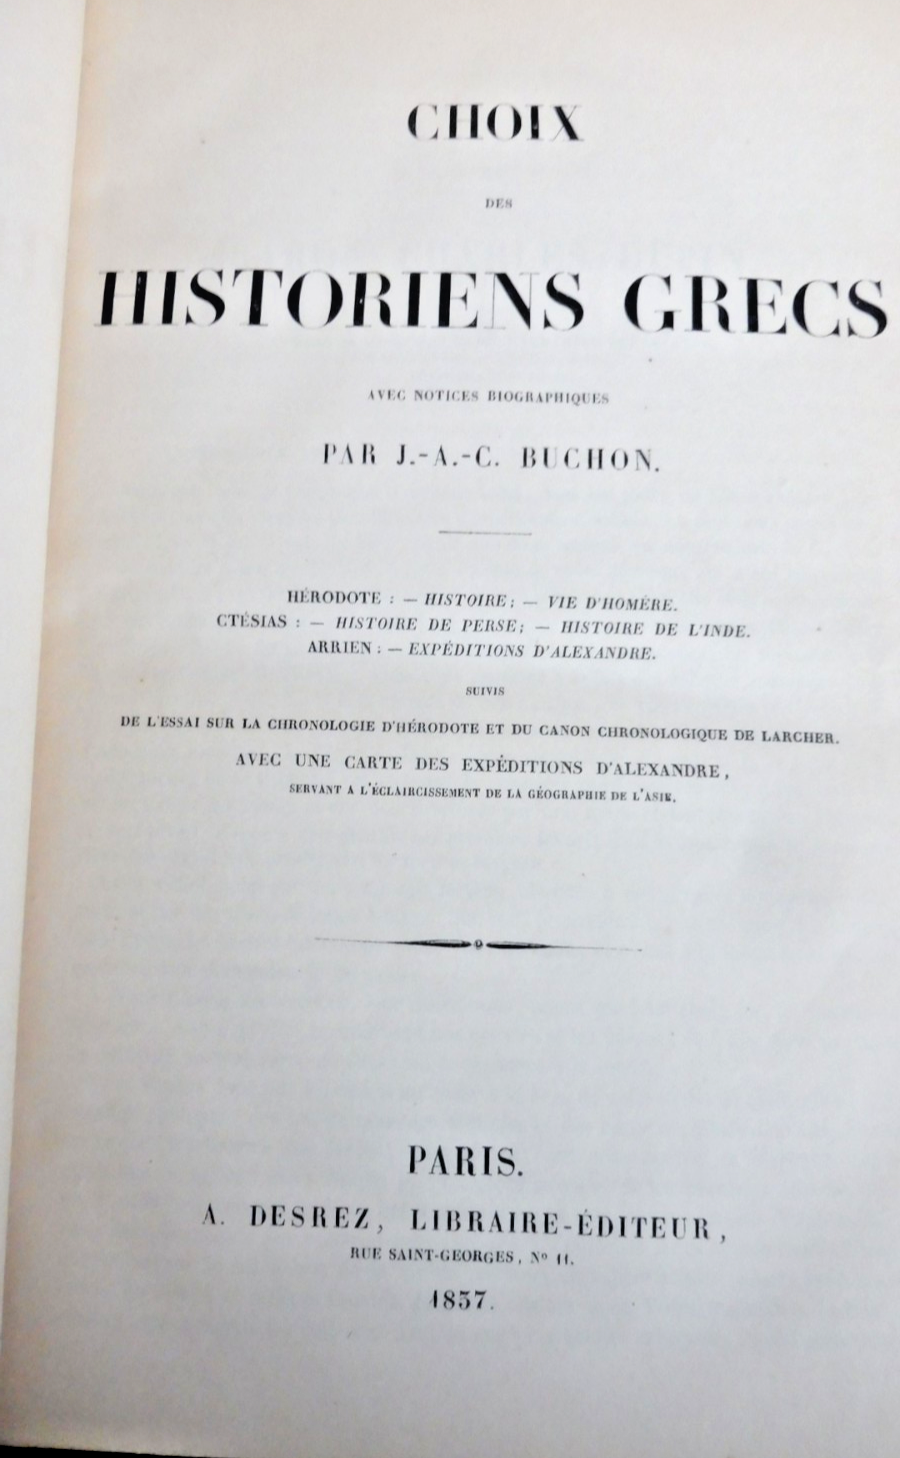 CHOIX
DES
HISTORIENS GRECS
AVEC NOTICES BIOGRAPHIQUES
PAR J.-A.-C. BUCHON.
HÉRODOTE : — HISTOIRE; — VIE D'HOMÈRE.
CTÉSIAS : — HISTOIRE DE PERSE; — HISTOIRE DE L'INDE.
ARRIEN : — EXPÉDITIONS D'ALEXANDRE.
SUIVIS
DE L'ESSAI SUR LA CHRONOLOGIE D'HÉRODOTE ET DU CANON CHRONOLOGIQUE DE LARCHER.
AVEC UNE CARTE DES EXPÉDITIONS D'ALEXANDRE,
SERVANT A L'ÉCLAIRCISSEMENT DE LA GÉOGRAPHIE DE L'ASIE.
PARIS.
A. DESREZ, LIBRAIRE-ÉDITEUR,
RUE SAINT-GEORGES, Nº 11.
1837.